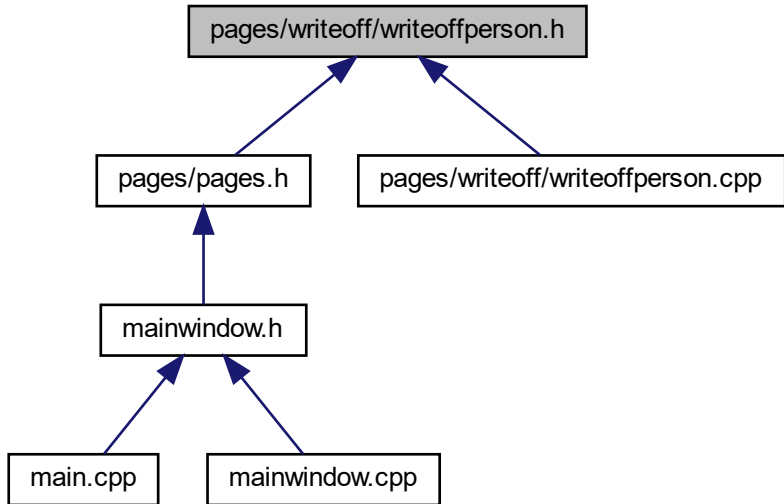 pages/writeoff/writeoffperson.h
pages/pages.h
pages/writeoff/writeoffperson.cpp
mainwindow.h
main.cpp
mainwindow.cpp